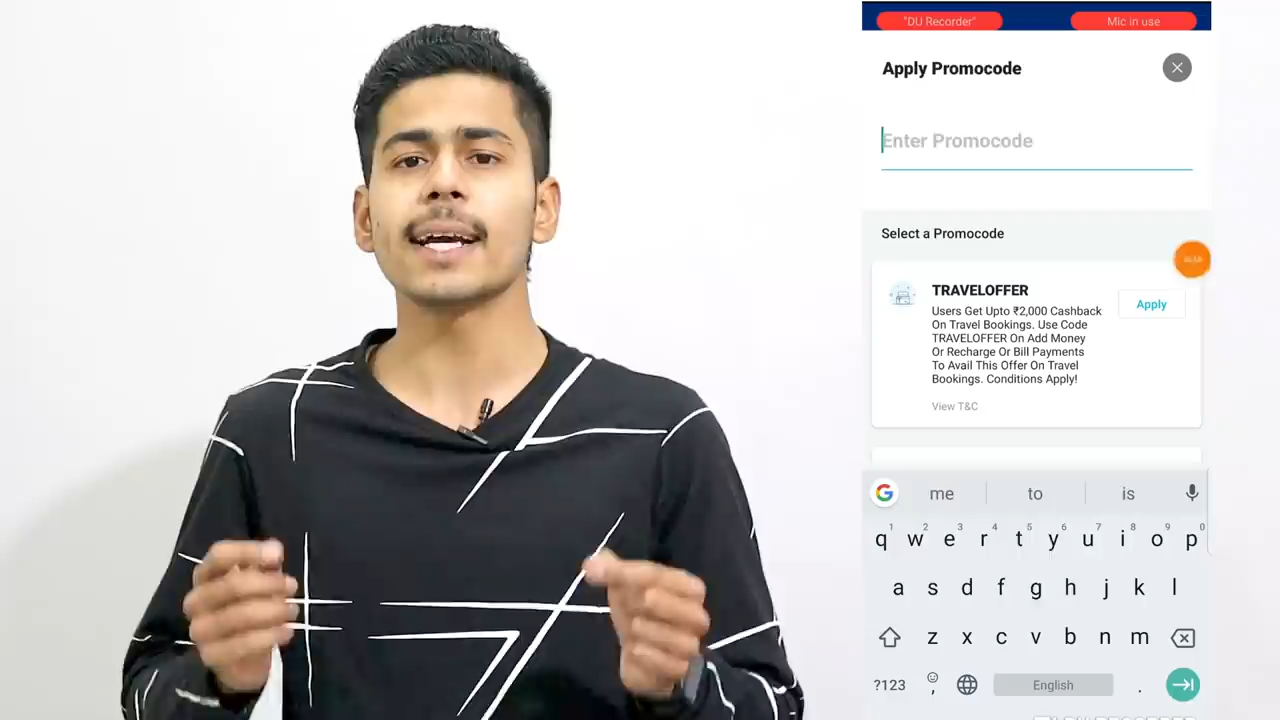 "DU Recorder"
Mic in use
Apply Promocode
Enter Promocode
Select a Promocode
TRAVELOFFER
Apply
Users Get Upto ₹2,000 Cashback
On Travel Bookings. Use Code
TRAVELOFFER On Add Money
Or Recharge Or Bill Payments
To Avail This Offer On Travel
Bookings. Conditions Apply!
View T&C
me to is
1 2 3 4 5 6 7 8 9 0
q w e r t y u i o p
a s d f g h j k l
z x c v b n m
?123 , English .